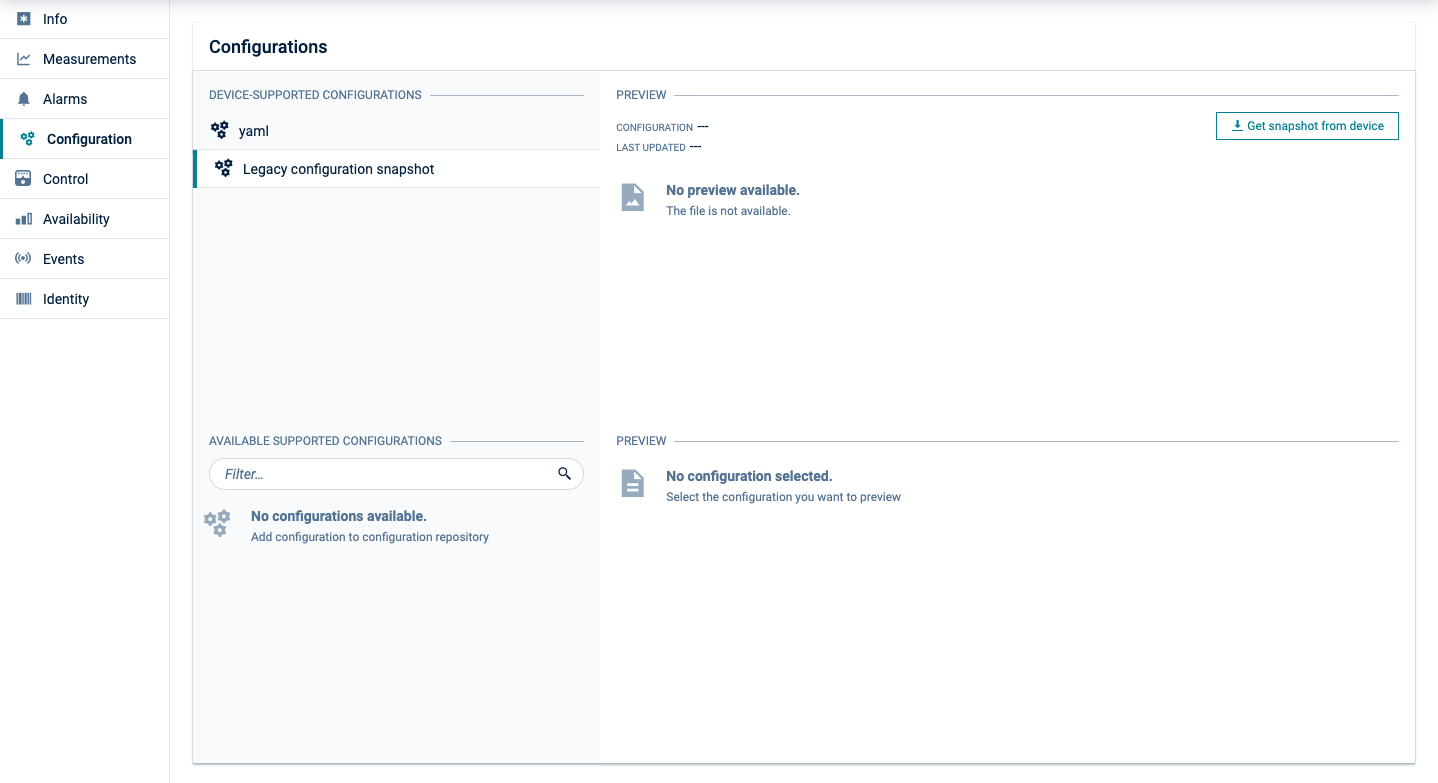 Info
Measurements
Alarms
Configuration
Control
Availability
Events
Identity
Configurations
DEVICE-SUPPORTED CONFIGURATIONS
yaml
Legacy configuration snapshot
PREVIEW
CONFIGURATION ---
LAST UPDATED ---
Get snapshot from device
No preview available.
The file is not available.
AVAILABLE SUPPORTED CONFIGURATIONS
Filter...
No configurations available.
Add configuration to configuration repository
PREVIEW
No configuration selected.
Select the configuration you want to preview